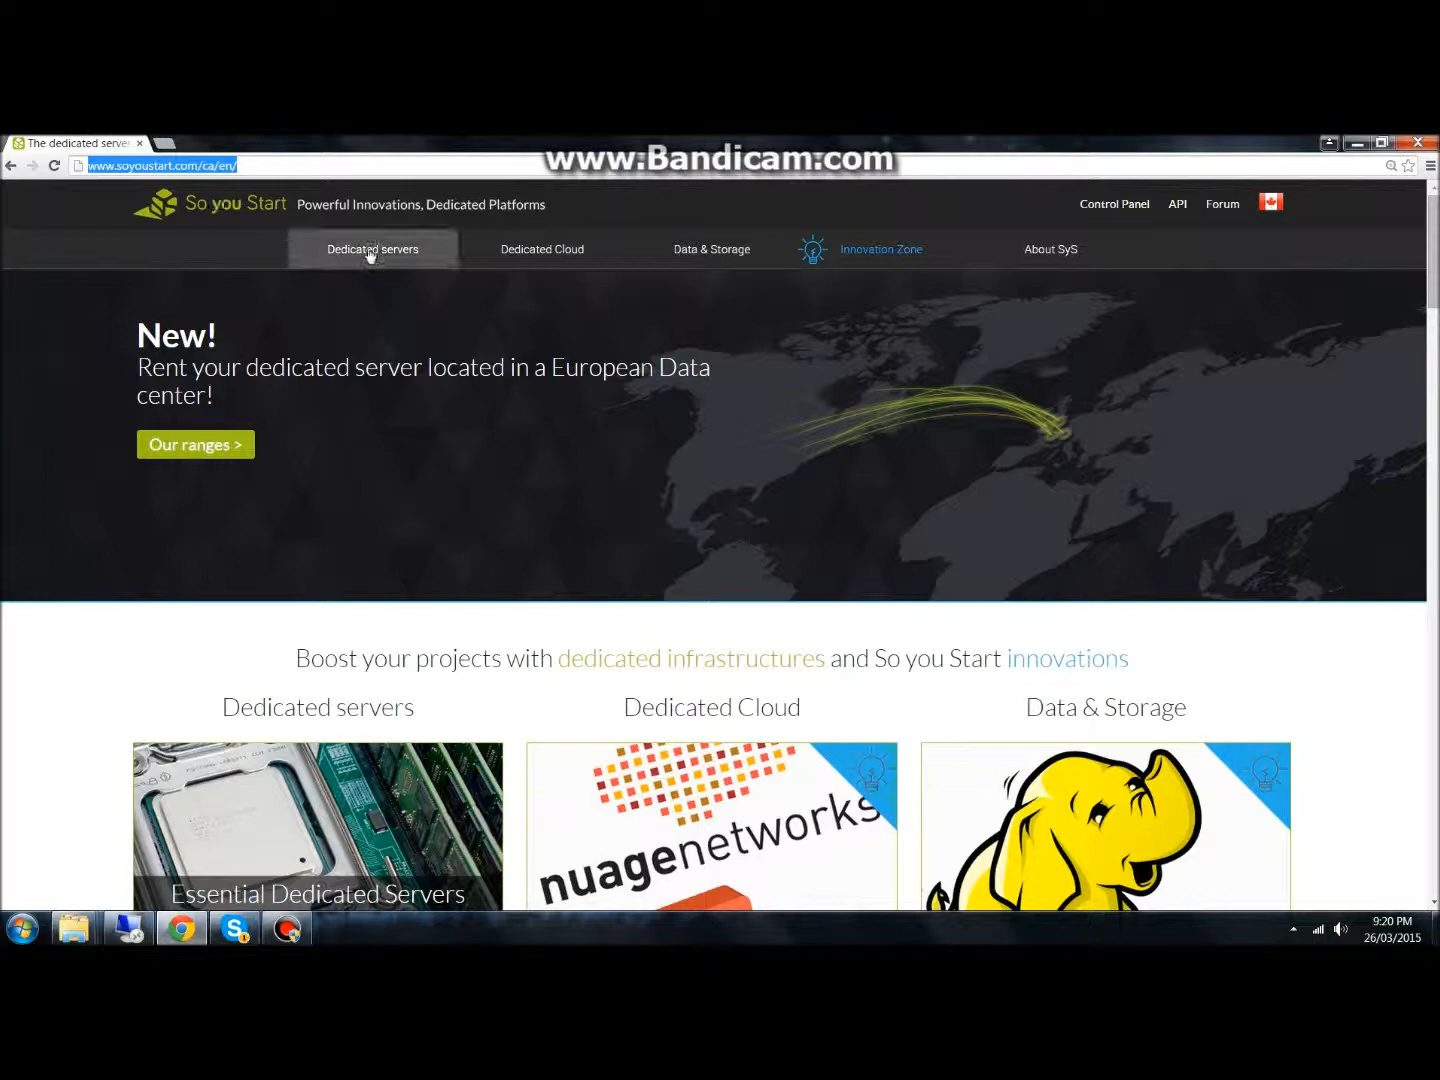 www.Bandicam.com
The dedicated serve
www.soyoustart.com/ca/en/
So you Start Powerful Innovations, Dedicated Platforms
Control Panel API Forum
Dedicated servers Dedicated Cloud Data & Storage Innovation Zone About SyS
New!
Rent your dedicated server located in a European Data
center!
Our ranges >
Boost your projects with dedicated infrastructures and So you Start innovations
Dedicated servers Dedicated Cloud Data & Storage
nuagenetworks
Essential Dedicated Servers
9:20 PM
26/03/2015